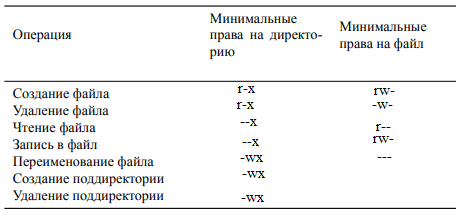 Операция Минимальные права на директо-рию Минимальные права на файл
Создание файла r-x rw-
Удаление файла r-x -w-
Чтение файла --x r--
Запись в файл --x rw-
Переименование файла -wx ---
Создание поддиректории -wx
Удаление поддиректории -wx